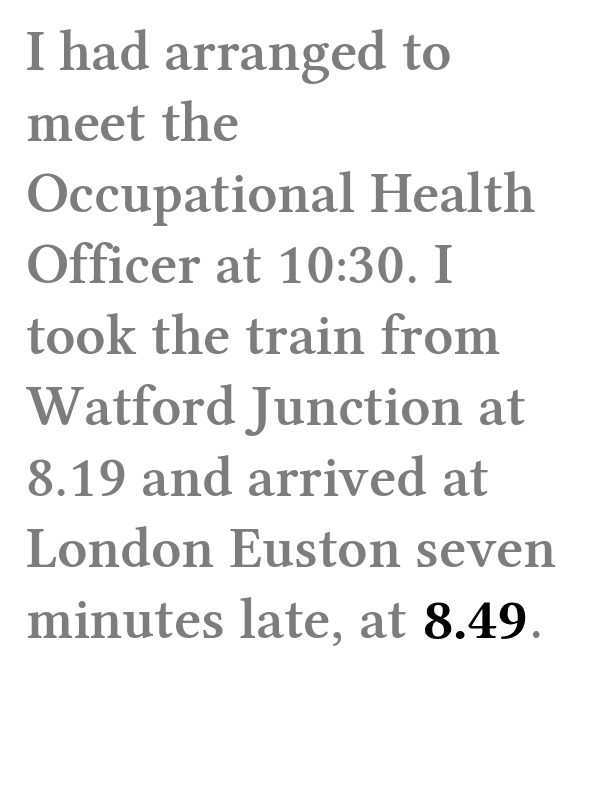 I had arranged to
meet the
Occupational Health
Officer at 10:30. I
took the train from
Watford Junction at
8.19 and arrived at
London Euston seven
minutes late, at 8.49.